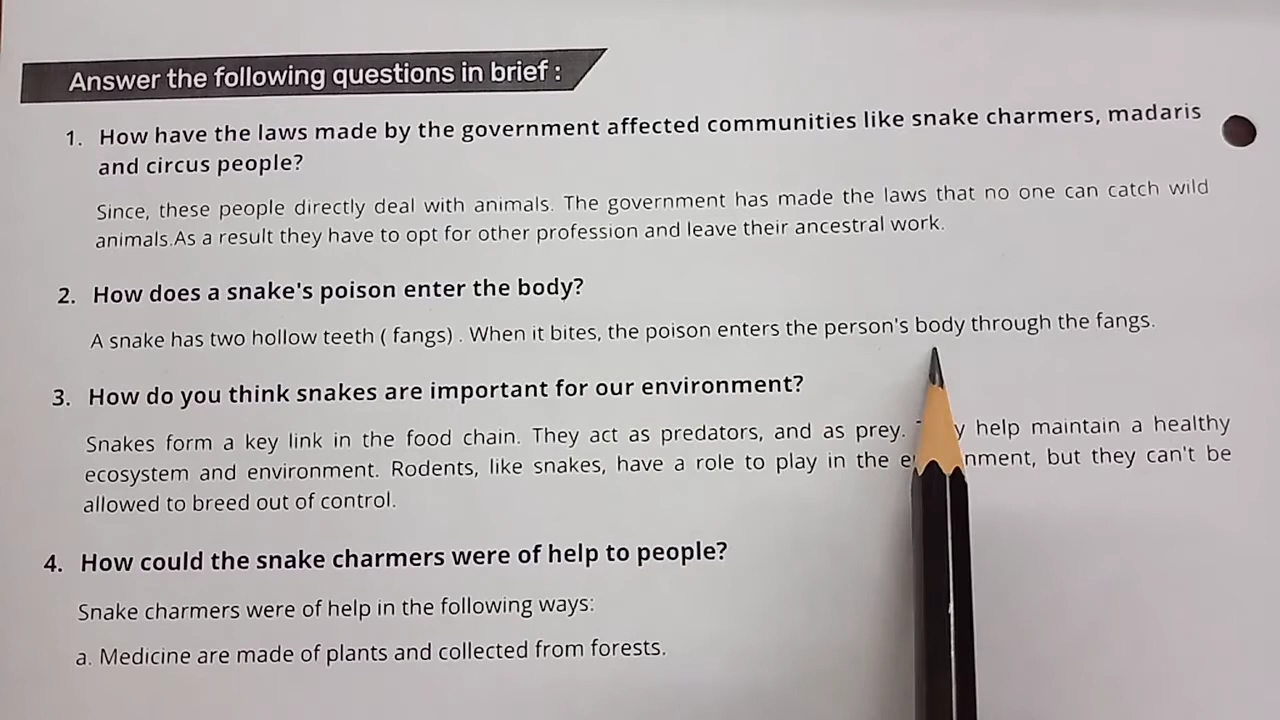 Answer the following questions in brief :
1. How have the laws made by the government affected communities like snake charmers, madaris
and circus people?
Since, these people directly deal with animals. The government has made the laws that no one can catch wild
animals.As a result they have to opt for other profession and leave their ancestral work.
2. How does a snake's poison enter the body?
A snake has two hollow teeth ( fangs) . When it bites, the poison enters the person's body through the fangs.
3. How do you think snakes are important for our environment?
Snakes form a key link in the food chain. They act as predators, and as prey. help maintain a healthy
ecosystem and environment. Rodents, like snakes, have a role to play in the but they can't be
allowed to breed out of control.
4. How could the snake charmers were of help to people?
Snake charmers were of help in the following ways:
a. Medicine are made of plants and collected from forests.